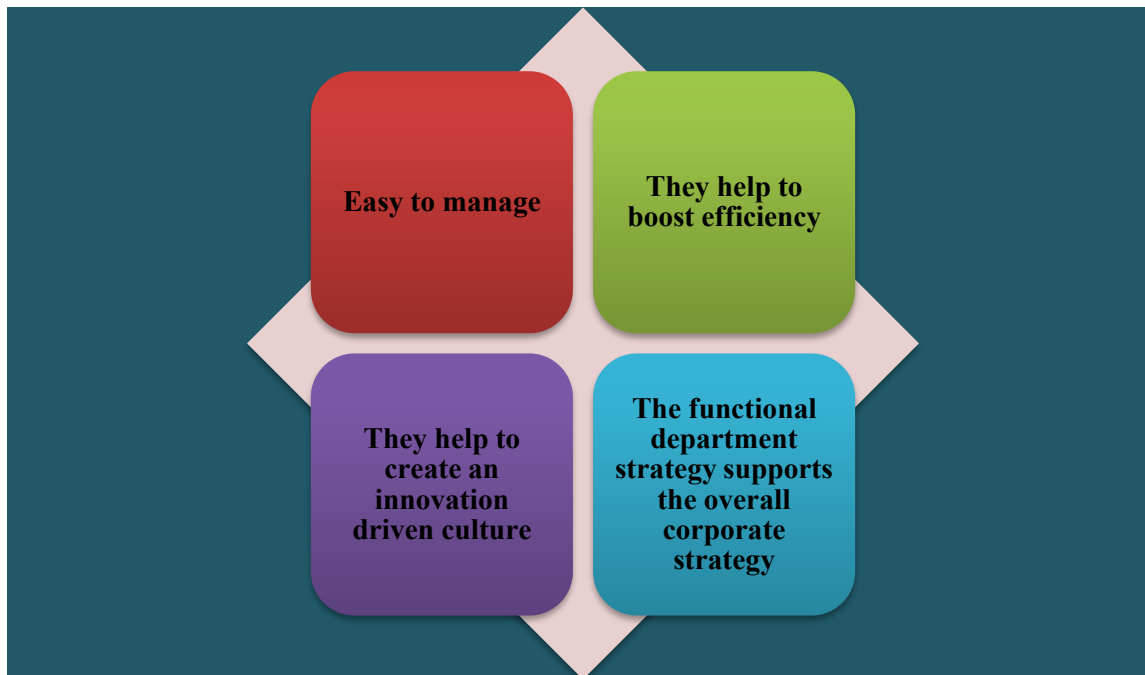 Easy to manage
They help to
boost efficiency
They help to
create an
innovation
driven culture
The functional
department
strategy supports
the overall
corporate
strategy